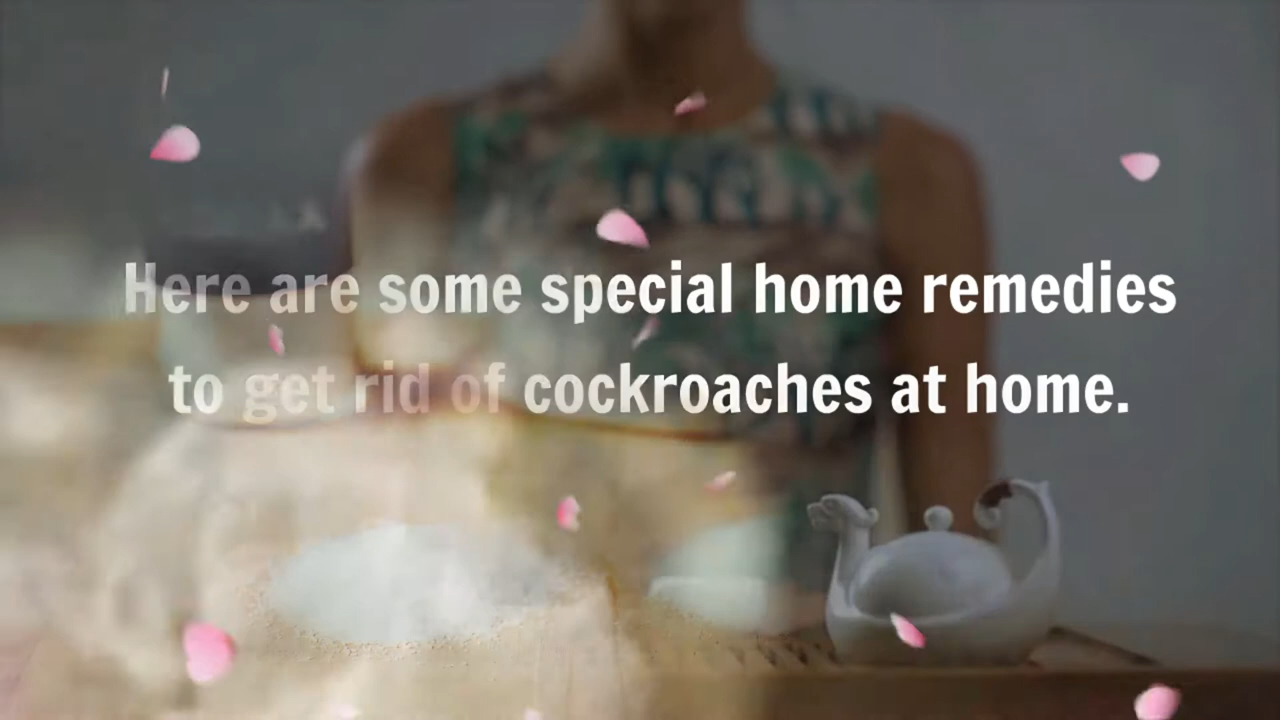 Here are some special home remedies
to get rid of cockroaches at home.